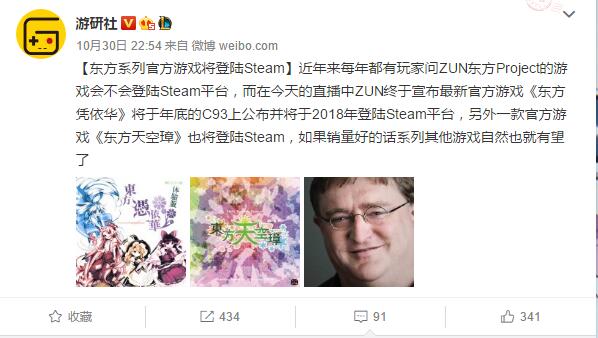 游研社
10月30日 22:54 来自 微博 weibo.com
【东方系列官方游戏将登陆Steam】近年来每年都有玩家问ZUN东方Project的游
戏会不会登陆Steam平台，而在今天的直播中ZUN终于宣布最新官方游戏《东方
凭依华》将于年底的C93上公布并将于2018年登陆Steam平台，另外一款官方游
戏《东方天空璋》也将登陆Steam，如果销量好的话系列其他游戏自然也就有望
了
体験版
東方憑依華
東方天空璋
收藏
434
91
341